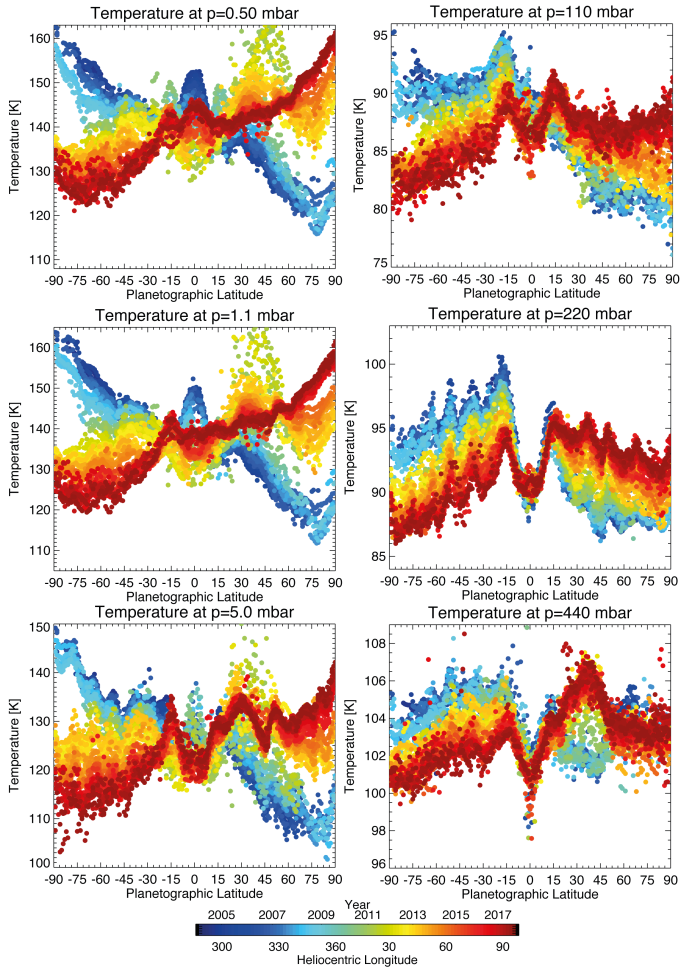 Temperature at p=0.50 mbar
Temperature [K]
160
150
140
130
120
110
-90 -75 -60 -45 -30 -15 0 15 30 45 60 75 90
Planetographic Latitude
Temperature at p=110 mbar
Temperature [K]
95
90
85
80
75
-90 -75 -60 -45 -30 -15 0 15 30 45 60 75 90
Planetographic Latitude
Temperature at p=1.1 mbar
Temperature [K]
160
150
140
130
120
110
-90 -75 -60 -45 -30 -15 0 15 30 45 60 75 90
Planetographic Latitude
Temperature at p=220 mbar
Temperature [K]
100
95
90
85
-90 -75 -60 -45 -30 -15 0 15 30 45 60 75 90
Planetographic Latitude
Temperature at p=5.0 mbar
Temperature [K]
150
140
130
120
110
100
-90 -75 -60 -45 -30 -15 0 15 30 45 60 75 90
Planetographic Latitude
Temperature at p=440 mbar
Temperature [K]
108
106
104
102
100
98
96
-90 -75 -60 -45 -30 -15 0 15 30 45 60 75 90
Planetographic Latitude
Year
2005 2007 2009 2011 2013 2015 2017
300 330 360 30 60 90
Heliocentric Longitude